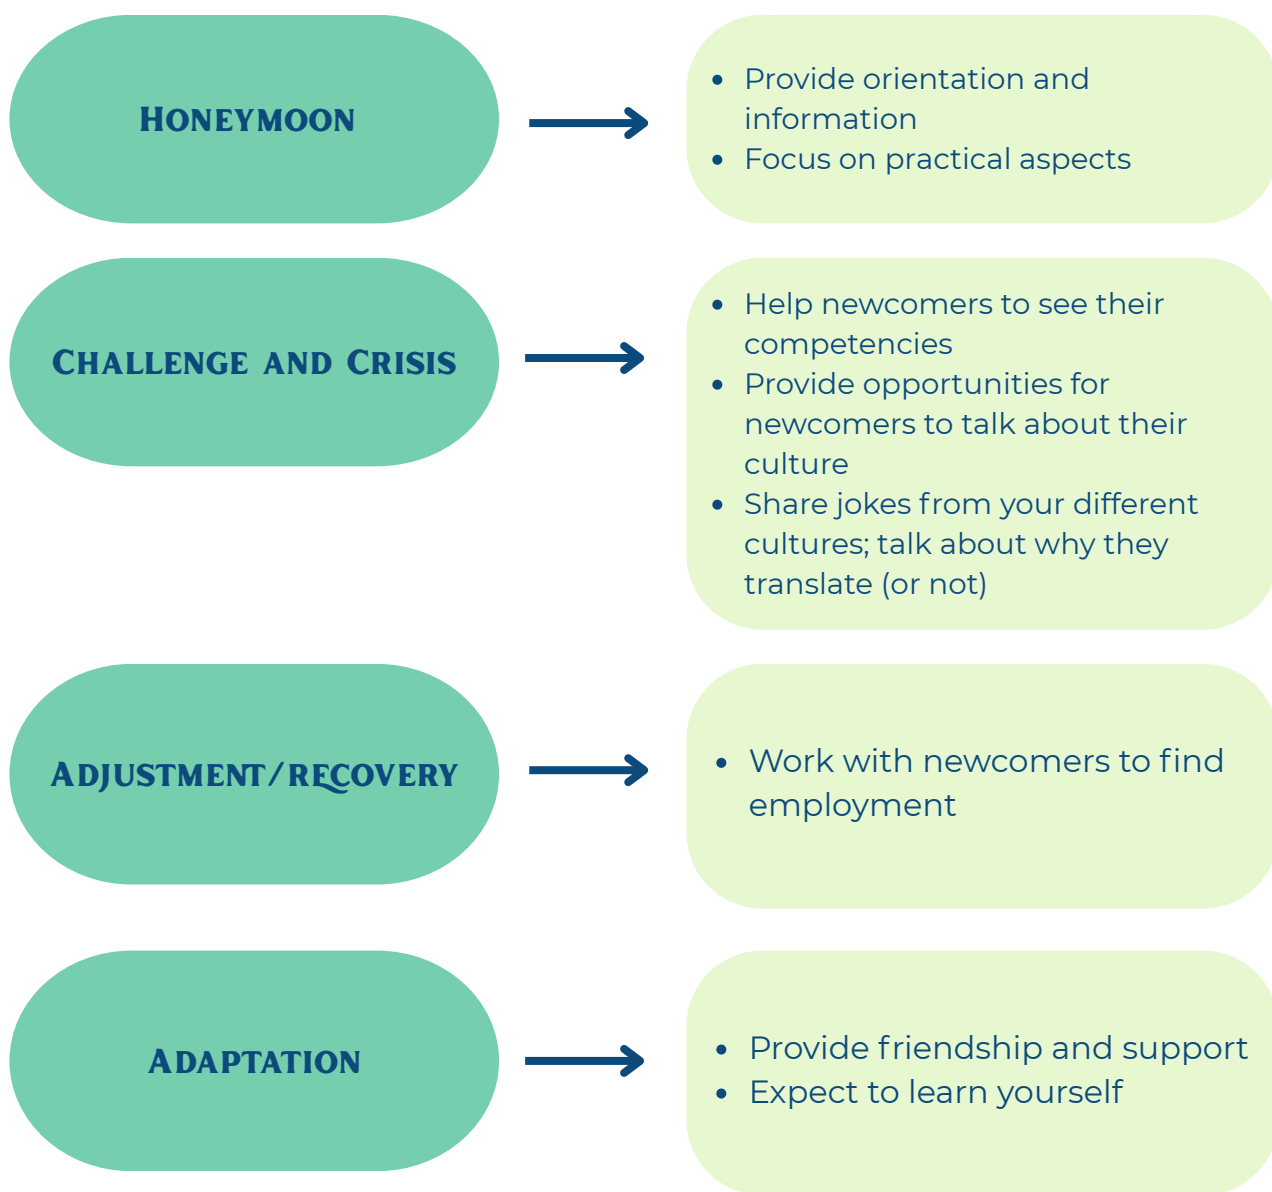 Honeymoon
• Provide orientation and
information
• Focus on practical aspects
Challenge and Crisis
• Help newcomers to see their
competencies
• Provide opportunities for
newcomers to talk about their
culture
• Share jokes from your different
cultures; talk about why they
translate (or not)
Adjustment/recovery
• Work with newcomers to find
employment
Adaptation
• Provide friendship and support
• Expect to learn yourself